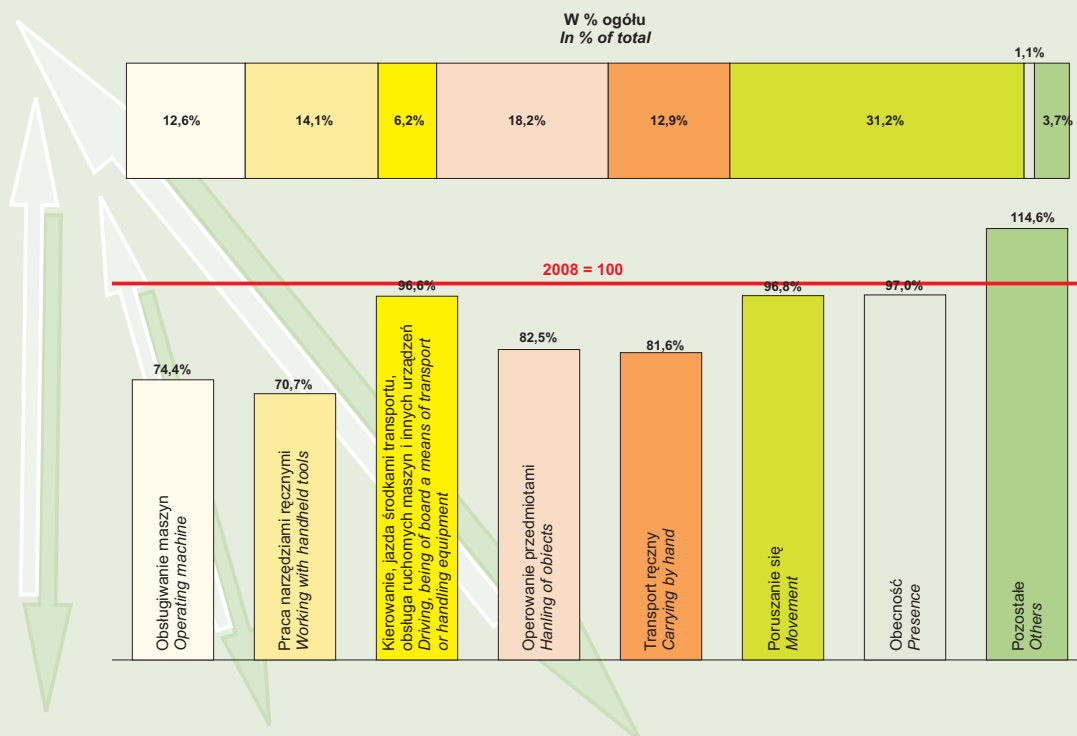 W % ogółu
In % of total
1,1%
12,6%
14,1%
6,2%
18,2%
12,9%
31,2%
3,7%
114,6%
2008 = 100
96,6%
96,8%
97,0%
82,5%
81,6%
74,4%
70,7%
Obsługiwanie maszyn
Operating machine
Praca narzędziami ręcznymi
Working with handheld tools
Kierowanie, jazda środkami transportu,
obsługa ruchomych maszyn i innych urządzeń
Driving, being of board a means of transport
or handling equipment
Operowanie przedmiotami
Hanling of obiects
Transport ręczny
Carrying by hand
Poruszanie się
Movement
Obecność
Presence
Pozostałe
Others